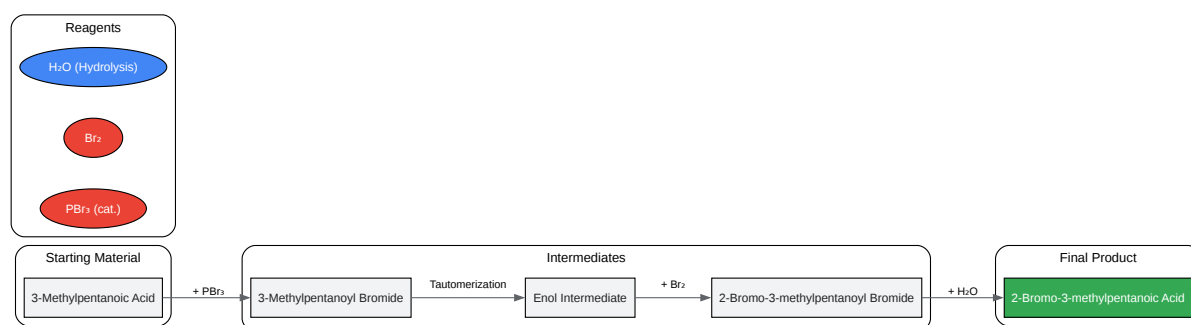 Reagents
H₂O (Hydrolysis)
Br₂
PBr₃ (cat.)
Starting Material
Intermediates
Final Product
3-Methylpentanoic Acid
+ PBr₃
3-Methylpentanoyl Bromide
Tautomerization
Enol Intermediate
+ Br₂
2-Bromo-3-methylpentanoyl Bromide
+ H₂O
2-Bromo-3-methylpentanoic Acid